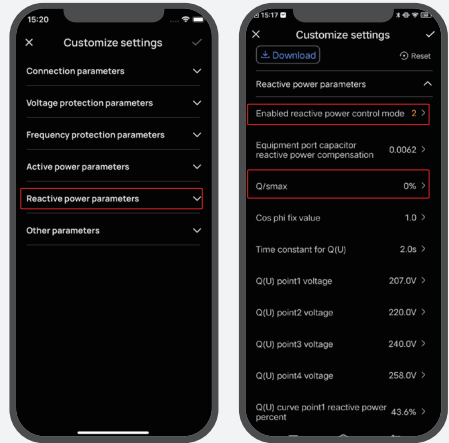 15:20
Customize settings
Connection parameters
Voltage protection parameters
Frequency protection parameters
Active power parameters
Reactive power parameters
Other parameters
15:17
Customize settings
Download
Reset
Reactive power parameters
Enabled reactive power control mode 2
Equipment port capacitor
reactive power compensation 0.0062
Q/smax 0%
Cos phi fix value 1.0
Time constant for Q(U) 2.0s
Q(U) point1 voltage 207.0V
Q(U) point2 voltage 220.0V
Q(U) point3 voltage 240.0V
Q(U) point4 voltage 258.0V
Q(U) curve point1 reactive power
percent 43.6%